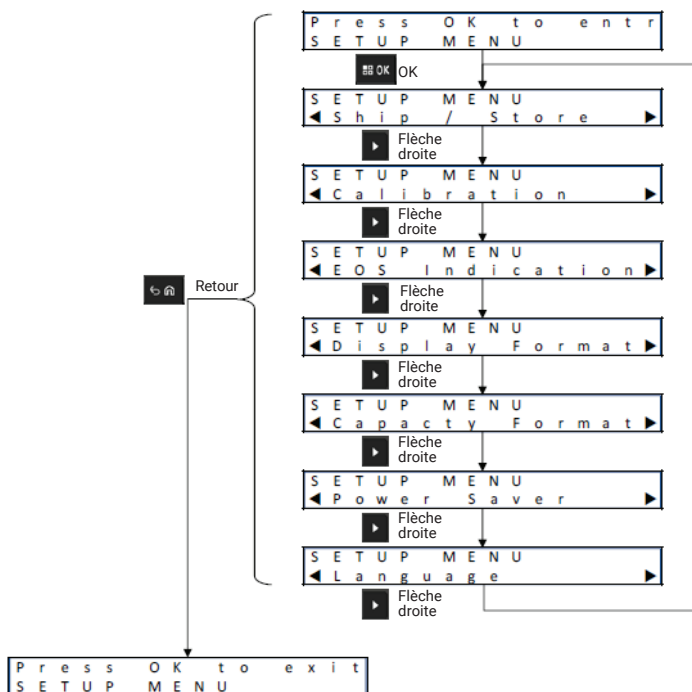 Press OK to entr
SETUP MENU
OK OK
SETUP MENU
◀Ship / Store ▶
Flèche
droite
SETUP MENU
◀Calibration ▶
Flèche
droite
SETUP MENU
◀EOS Indication▶
Flèche
droite
Retour
SETUP MENU
◀Display Format▶
Flèche
droite
SETUP MENU
◀Capacty Format▶
Flèche
droite
SETUP MENU
◀Power Saver ▶
Flèche
droite
SETUP MENU
◀Language ▶
Flèche
droite
Press OK to exit
SETUP MENU